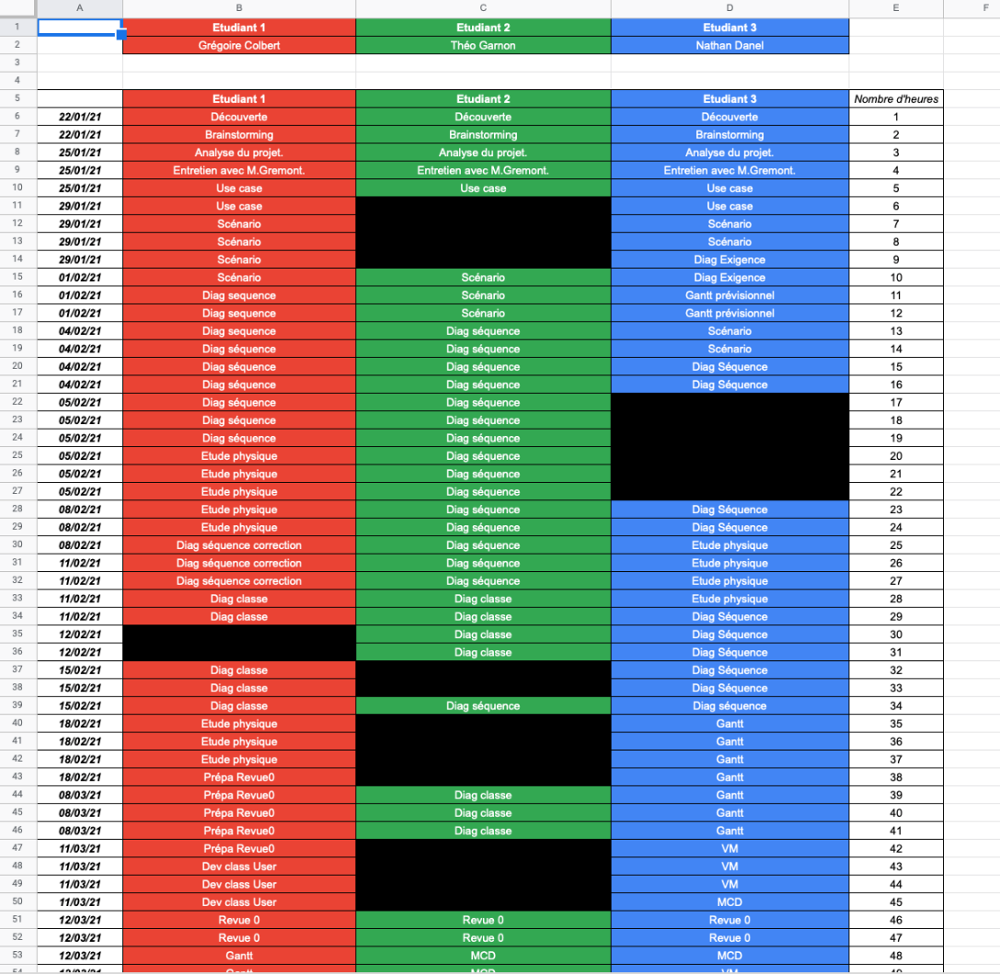 A B C D E F
1 Etudiant 1 Etudiant 2 Etudiant 3
2 Grégoire Colbert Théo Garnon Nathan Danel
3
4
5 Etudiant 1 Etudiant 2 Etudiant 3 Nombre d'heures
6 22/01/21 Découverte Découverte Découverte 1
7 22/01/21 Brainstorming Brainstorming Brainstorming 2
8 25/01/21 Analyse du projet. Analyse du projet. Analyse du projet. 3
9 25/01/21 Entretien avec M.Gremont. Entretien avec M.Gremont. Entretien avec M.Gremont. 4
10 25/01/21 Use case Use case Use case 5
11 29/01/21 Use case Use case 6
12 29/01/21 Scénario Scénario 7
13 29/01/21 Scénario Scénario 8
14 29/01/21 Scénario Diag Exigence 9
15 01/02/21 Scénario Scénario Diag Exigence 10
16 01/02/21 Diag sequence Scénario Gantt prévisionnel 11
17 01/02/21 Diag sequence Scénario Gantt prévisionnel 12
18 04/02/21 Diag sequence Diag séquence Scénario 13
19 04/02/21 Diag séquence Diag séquence Scénario 14
20 04/02/21 Diag séquence Diag séquence Diag Séquence 15
21 04/02/21 Diag séquence Diag séquence Diag Séquence 16
22 05/02/21 Diag séquence Diag séquence 17
23 05/02/21 Diag séquence Diag séquence 18
24 05/02/21 Diag séquence Diag séquence 19
25 05/02/21 Etude physique Diag séquence 20
26 05/02/21 Etude physique Diag séquence 21
27 05/02/21 Etude physique Diag séquence 22
28 08/02/21 Etude physique Diag séquence Diag Séquence 23
29 08/02/21 Etude physique Diag séquence Diag Séquence 24
30 08/02/21 Diag séquence correction Diag séquence Etude physique 25
31 11/02/21 Diag séquence correction Diag séquence Etude physique 26
32 11/02/21 Diag séquence correction Diag séquence Etude physique 27
33 11/02/21 Diag classe Diag classe Etude physique 28
34 11/02/21 Diag classe Diag classe Diag Séquence 29
35 12/02/21 Diag classe Diag Séquence 30
36 12/02/21 Diag classe Diag Séquence 31
37 15/02/21 Diag classe Diag Séquence 32
38 15/02/21 Diag classe Diag Séquence 33
39 15/02/21 Diag classe Diag séquence Diag séquence 34
40 18/02/21 Etude physique Gantt 35
41 18/02/21 Etude physique Gantt 36
42 18/02/21 Etude physique Gantt 37
43 18/02/21 Prépa Revue0 Gantt 38
44 08/03/21 Prépa Revue0 Diag classe Gantt 39
45 08/03/21 Prépa Revue0 Diag classe Gantt 40
46 08/03/21 Prépa Revue0 Diag classe Gantt 41
47 11/03/21 Prépa Revue0 VM 42
48 11/03/21 Dev class User VM 43
49 11/03/21 Dev class User VM 44
50 11/03/21 Dev class User MCD 45
51 12/03/21 Revue 0 Revue 0 Revue 0 46
52 12/03/21 Revue 0 Revue 0 Revue 0 47
53 12/03/21 Gantt MCD MCD 48